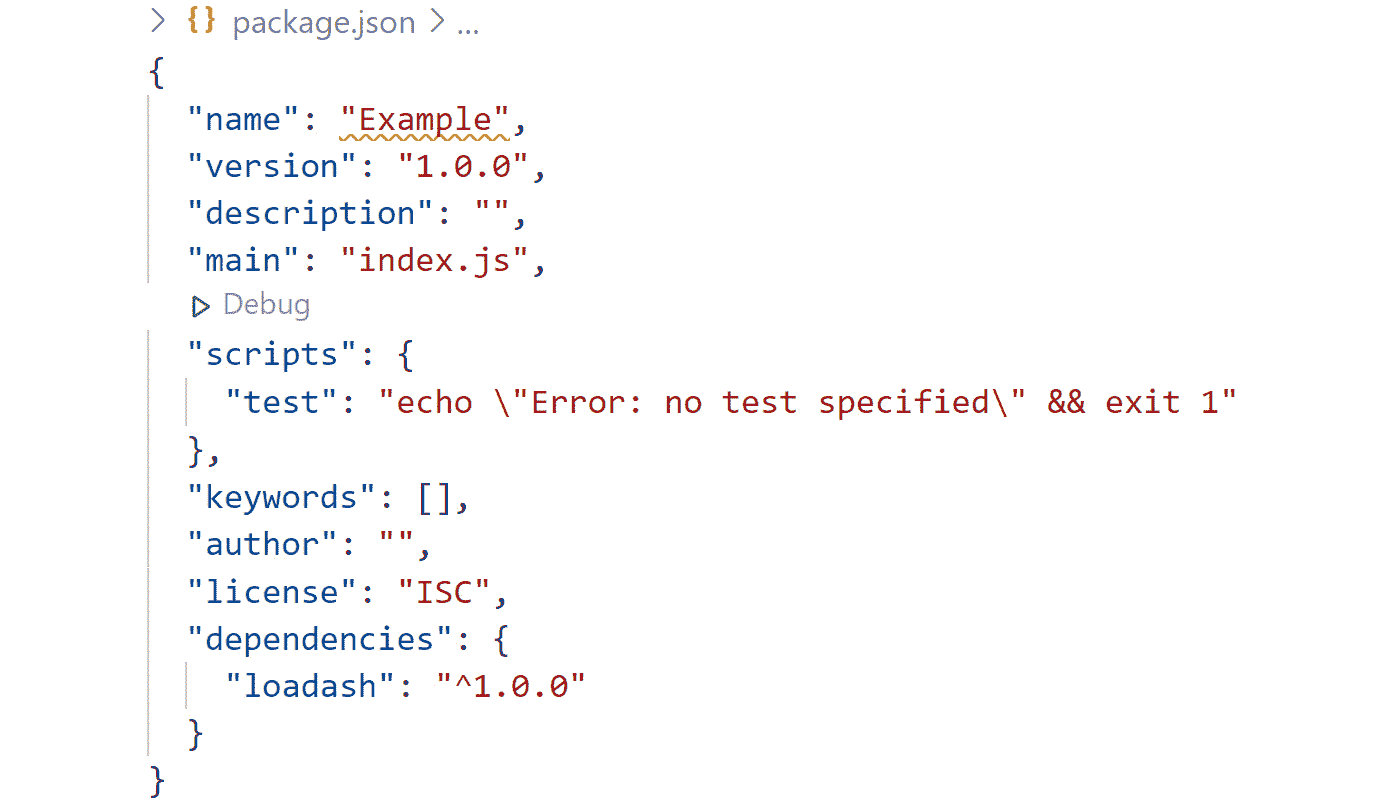 > {} package.json > ...
{
"name": "Example",
"version": "1.0.0",
"description": "",
"main": "index.js",
Debug
"scripts": {
"test": "echo \"Error: no test specified\" && exit 1"
},
"keywords": [],
"author": "",
"license": "ISC",
"dependencies": {
"loadash": "^1.0.0"
}
}